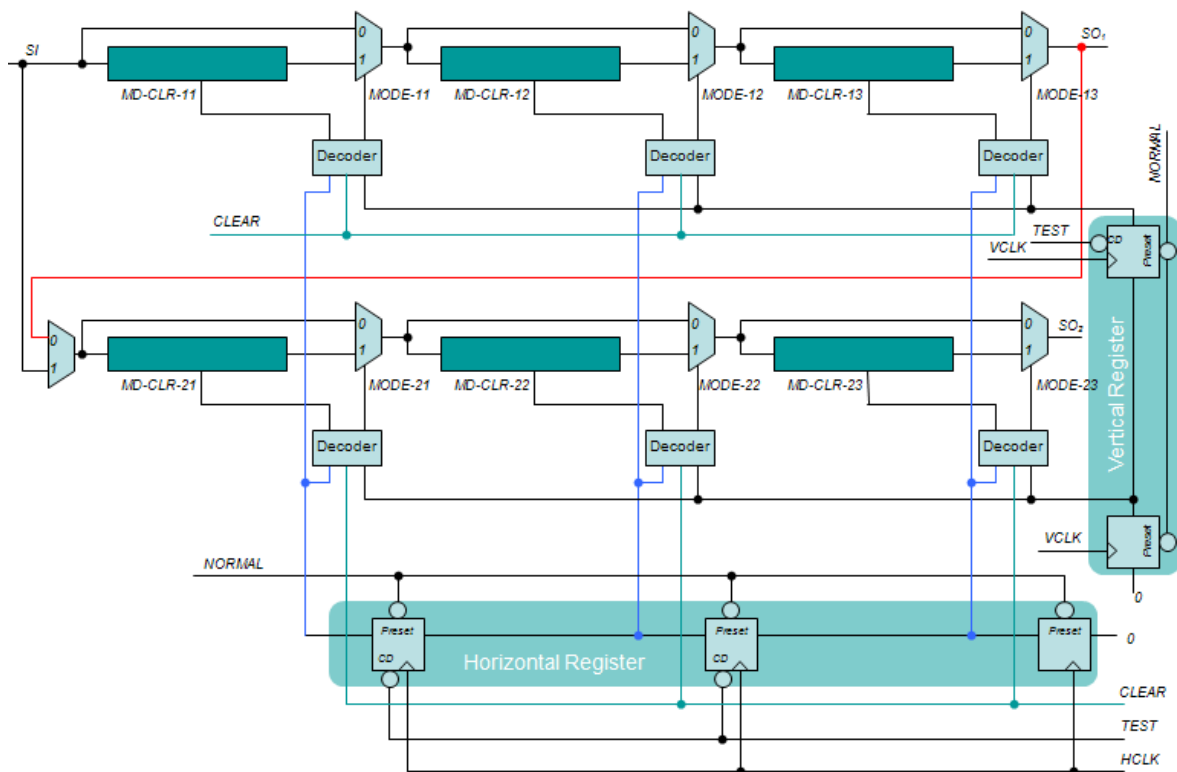 0
0
0
SI
SO₁
1
1
1
MD-CLR-11
MODE-11
MD-CLR-12
MODE-12
MD-CLR-13
MODE-13
Decoder
Decoder
Decoder
NORMAL
CLEAR
TEST
CD
Preset
VCLK
0
0
0
SO₂
0
1
1
1
1
MD-CLR-21
MODE-21
MD-CLR-22
MODE-22
MD-CLR-23
MODE-23
Vertical Register
Decoder
Decoder
Decoder
VCLK
Preset
NORMAL
0
Preset
Preset
Preset
0
CD
CD
Horizontal Register
CLEAR
TEST
HCLK